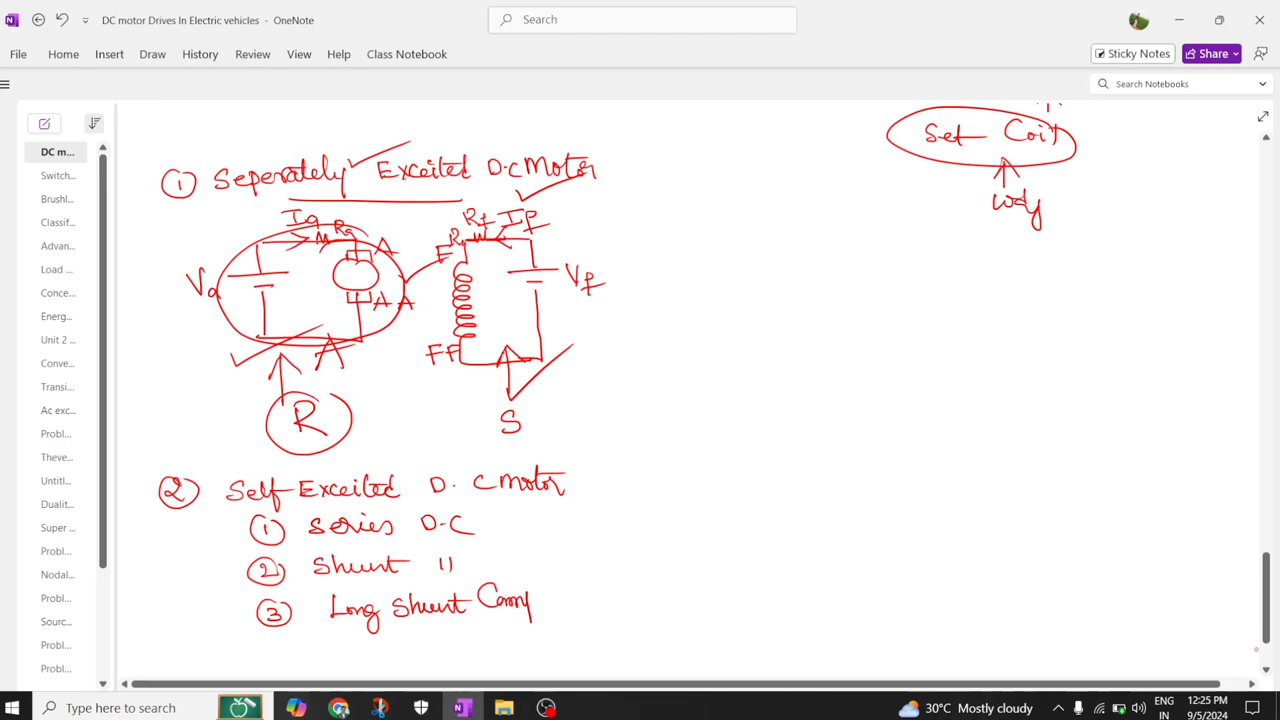 DC motor Drives In Electric vehicles - OneNote
Search
File Home Insert Draw History Review View Help Class Notebook
Sticky Notes Share
Search Notebooks
DC m...
Switch...
Brushl...
Classif...
Advan...
Load ...
Conce...
Energ...
Unit 2 ...
Conve...
Transi...
Ac exc...
Probl...
Theve...
Untitl...
Dualit...
Super ...
Probl...
Nodal...
Probl...
Sourc...
Probl...
Probl...
Set Coil
wdg
① Seperately Excited D.C Motor
Ia Ra A
Va
A A
A
R
Rf If
F
Vf
FF
S
② Self-Excited D.C Motor
① Series D.C
② Shunt 11
③ Long Shunt Comp
Type here to search
30°C Mostly cloudy
ENG
IN
12:25 PM
9/5/2024